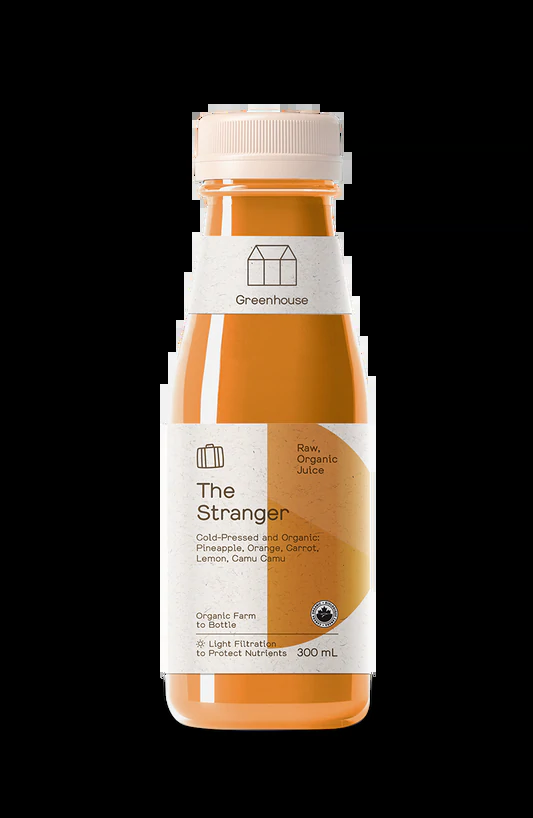 Greenhouse
Raw,
Organic
Juice
The
Stranger
Cold-Pressed and Organic:
Pineapple, Orange, Carrot,
Lemon, Camu Camu
Organic Farm
to Bottle
Light Filtration
to Protect Nutrients
300 mL